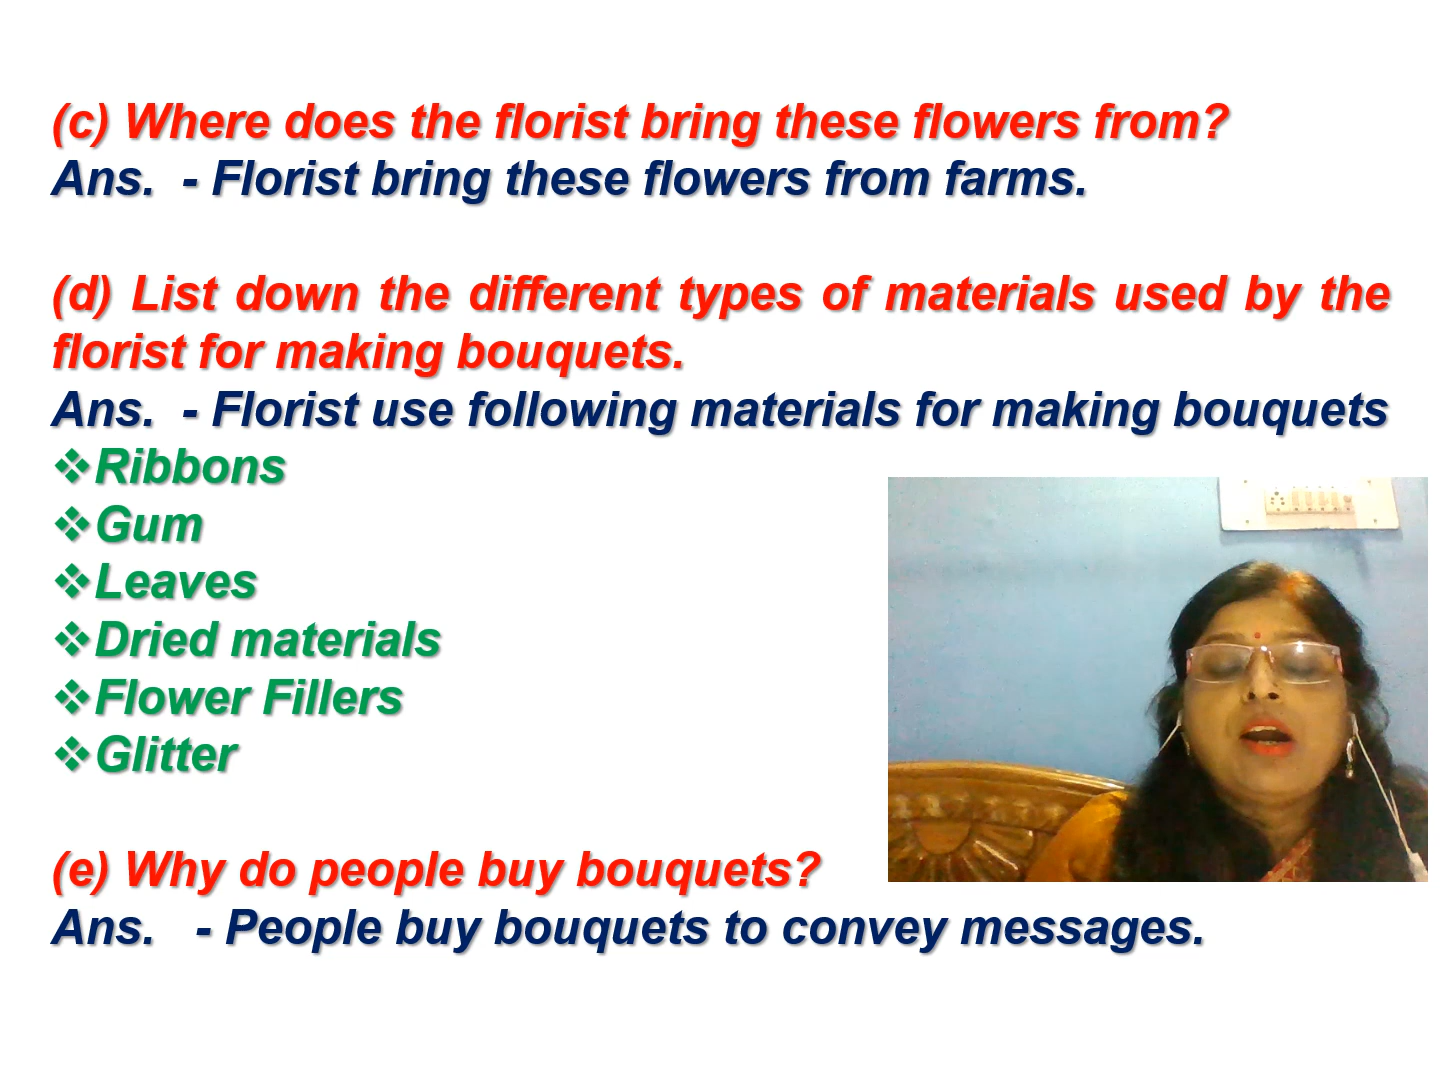 (c) Where does the florist bring these flowers from?
Ans. - Florist bring these flowers from farms.
(d) List down the different types of materials used by the
florist for making bouquets.
Ans. - Florist use following materials for making bouquets
❖Ribbons
❖Gum
❖Leaves
❖Dried materials
❖Flower Fillers
❖Glitter
(e) Why do people buy bouquets?
Ans. - People buy bouquets to convey messages.